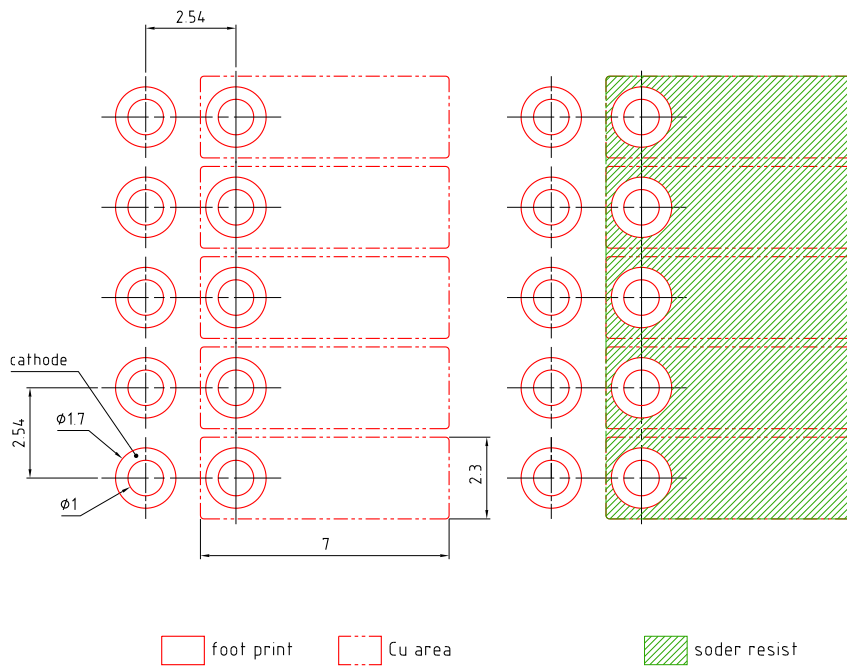 2.54
cathode
2.54
ϕ1.7
ϕ1
2.3
7
foot print
Cu area
soder resist